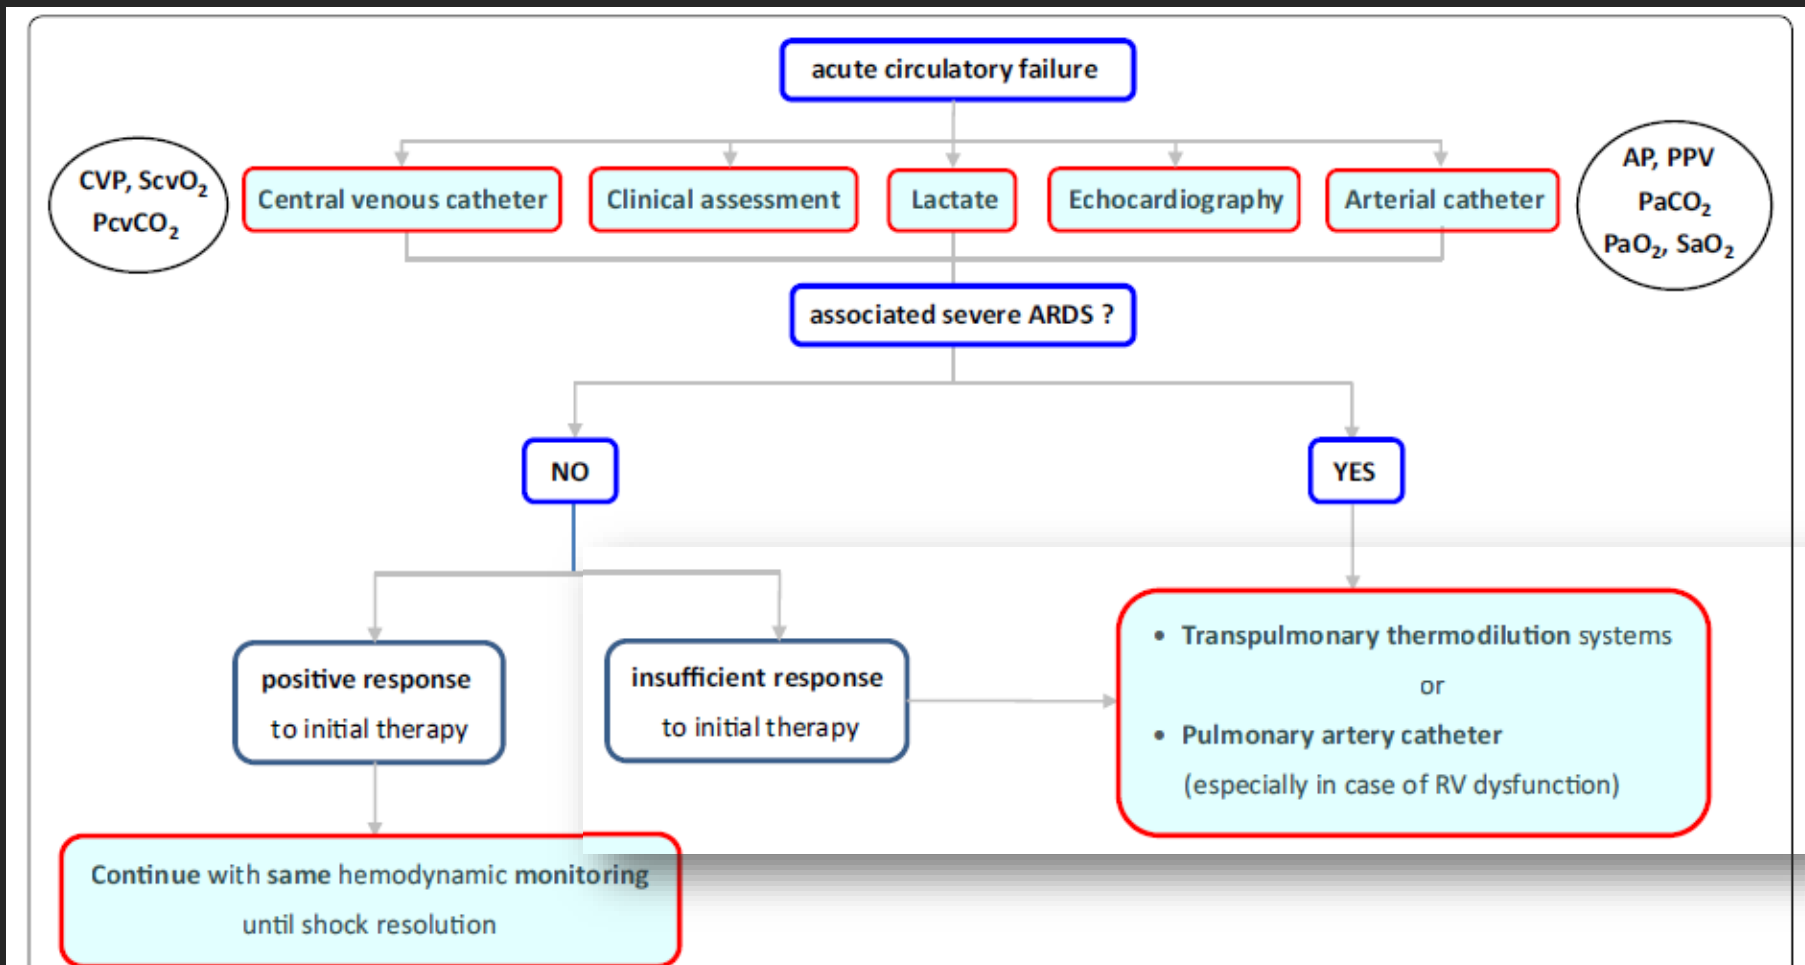 acute circulatory failure
CVP, ScvO₂
PcvCO₂
Central venous catheter
Clinical assessment
Lactate
Echocardiography
Arterial catheter
AP, PPV
PaCO₂
PaO₂, SaO₂
associated severe ARDS ?
NO
YES
positive response
to initial therapy
insufficient response
to initial therapy
• Transpulmonary thermodilution systems
or
• Pulmonary artery catheter
(especially in case of RV dysfunction)
Continue with same hemodynamic monitoring
until shock resolution